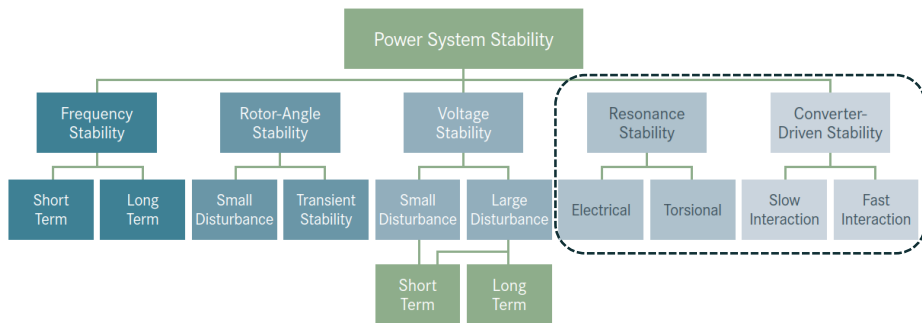 Power System Stability
Frequency
Stability
Rotor-Angle
Stability
Voltage
Stability
Resonance
Stability
Converter-
Driven Stability
Short
Term
Long
Term
Small
Disturbance
Transient
Stability
Small
Disturbance
Large
Disturbance
Electrical
Torsional
Slow
Interaction
Fast
Interaction
Short
Term
Long
Term